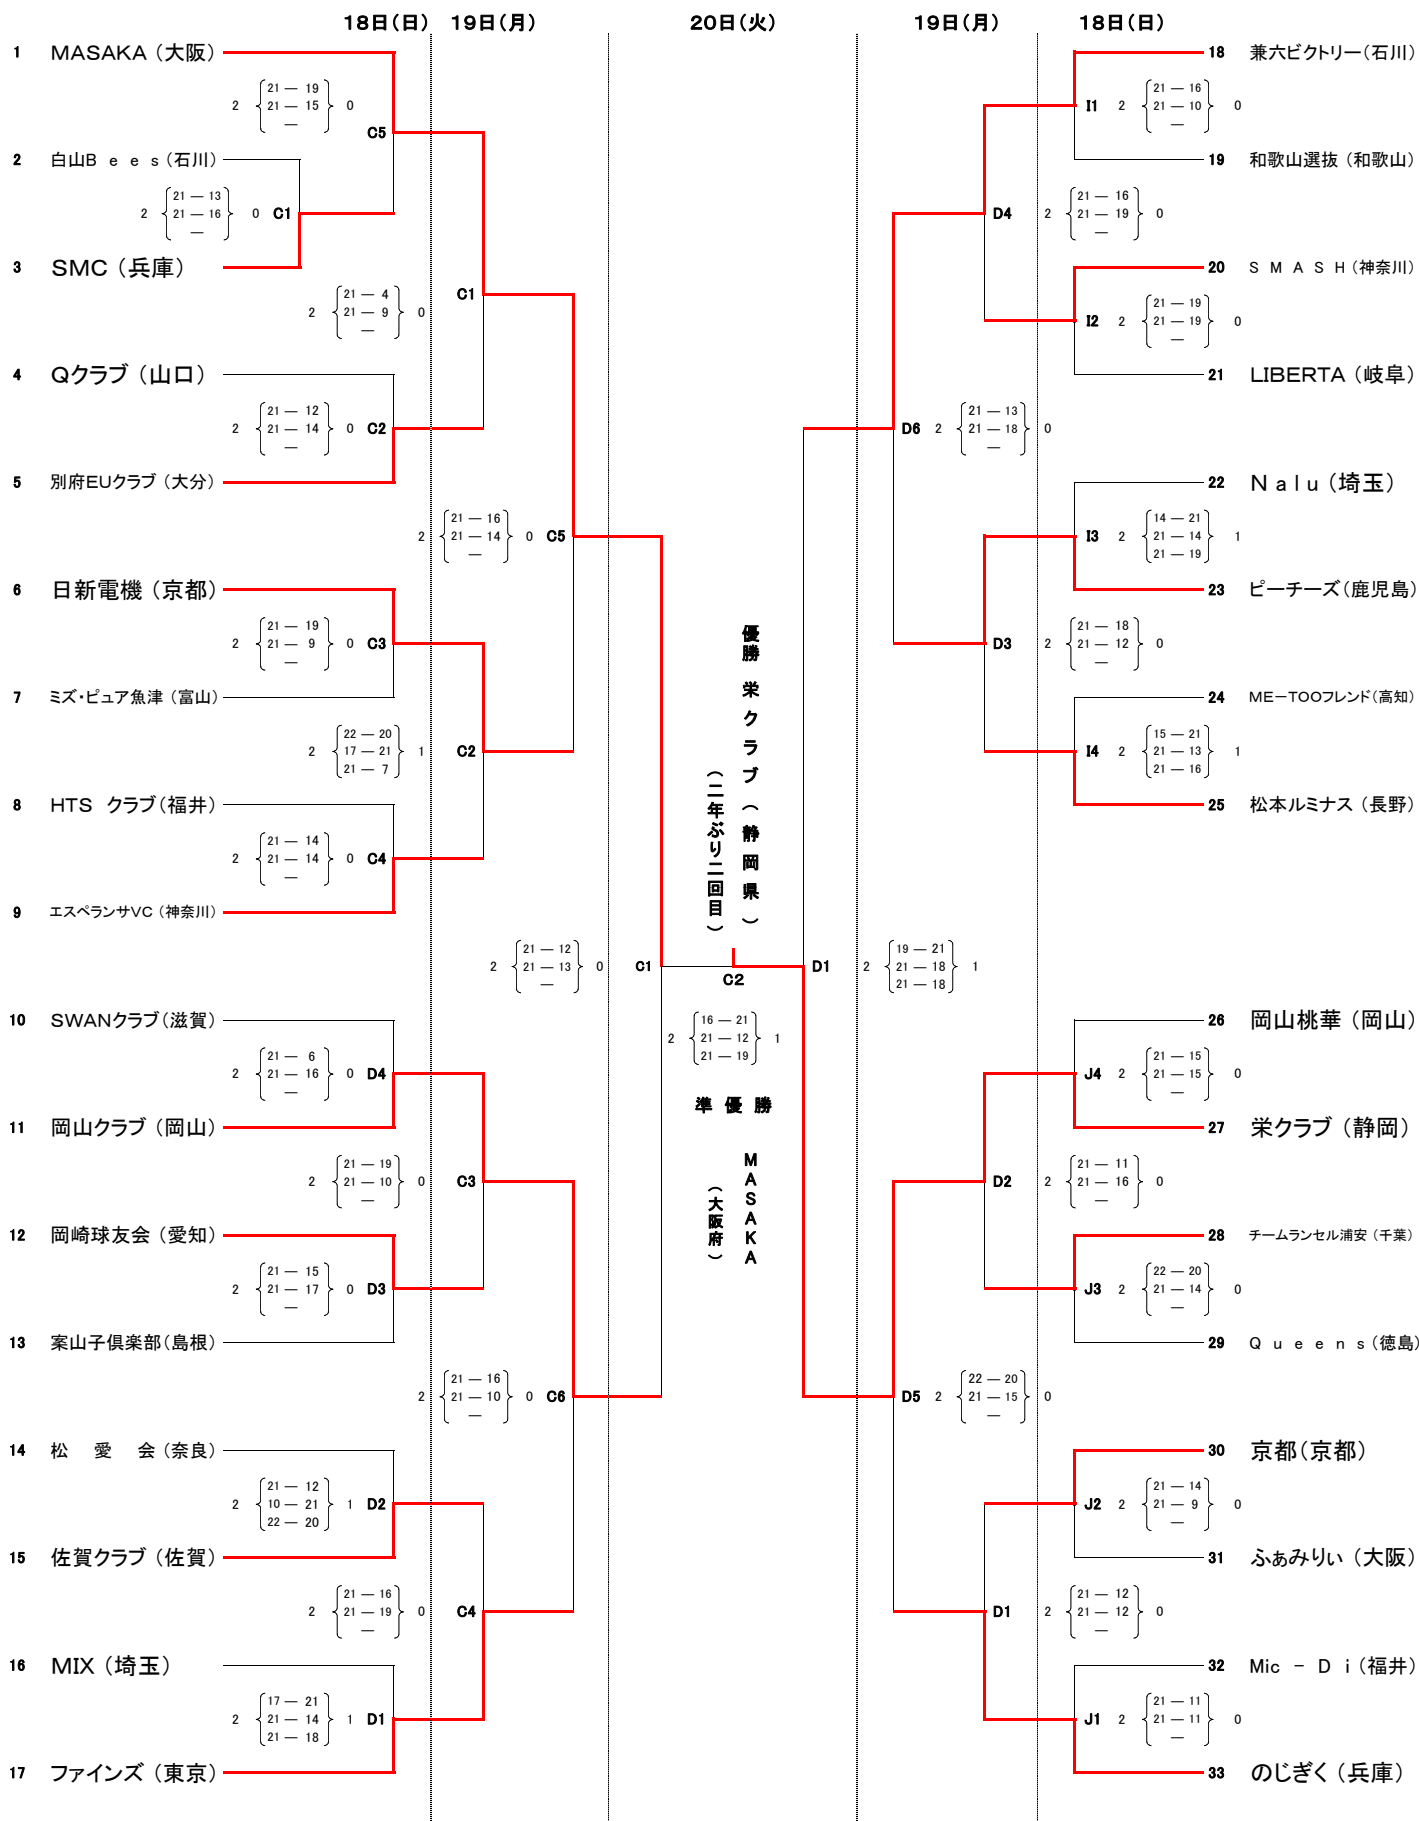 18日(日) 19日(月) 20日(火) 19日(月) 18日(日)
1 MASAKA (大阪)
2 { 21 — 19 21 — 15 — } 0 C5
2 白山Bees(石川)
2 { 21 — 13 21 — 16 — } 0 C1
3 SMC (兵庫)
2 { 21 — 4 21 — 9 — } 0 C1
4 Qクラブ (山口)
2 { 21 — 12 21 — 14 — } 0 C2
5 別府EUクラブ (大分)
2 { 21 — 16 21 — 14 — } 0 C5
6 日新電機 (京都)
2 { 21 — 19 21 — 9 — } 0 C3
7 ミズ・ピュア魚津 (富山)
2 { 22 — 20 17 — 21 21 — 7 } 1 C2
8 HTS クラブ(福井)
2 { 21 — 14 21 — 14 — } 0 C4
9 エスペランサVC (神奈川)
2 { 21 — 12 21 — 13 — } 0 C1
10 SWANクラブ(滋賀)
2 { 21 — 6 21 — 16 — } 0 D4
11 岡山クラブ (岡山)
2 { 21 — 19 21 — 10 — } 0 C3
12 岡崎球友会 (愛知)
2 { 21 — 15 21 — 17 — } 0 D3
13 案山子倶楽部(島根)
2 { 21 — 16 21 — 10 — } 0 C6
14 松 愛 会 (奈良)
2 { 21 — 12 10 — 21 22 — 20 } 1 D2
15 佐賀クラブ (佐賀)
2 { 21 — 16 21 — 19 — } 0 C4
16 MIX (埼玉)
2 { 17 — 21 21 — 14 21 — 18 } 1 D1
17 ファインズ (東京)
優勝 栄クラブ(静岡県)
(二年ぶり二回目)
C2
2 { 16 — 21 21 — 12 21 — 19 } 1
準 優 勝
MASAKA
(大阪府)
18 兼六ビクトリー(石川)
I1 2 { 21 — 16 21 — 10 — } 0
19 和歌山選抜 (和歌山)
D4 2 { 21 — 16 21 — 19 — } 0
20 SMASH(神奈川)
I2 2 { 21 — 19 21 — 19 — } 0
21 LIBERTA (岐阜)
D6 2 { 21 — 13 21 — 18 — } 0
22 Nalu (埼玉)
I3 2 { 14 — 21 21 — 14 21 — 19 } 1
23 ピーチーズ(鹿児島)
D3 2 { 21 — 18 21 — 12 — } 0
24 ME-TOOフレンド(高知)
I4 2 { 15 — 21 21 — 13 21 — 16 } 1
25 松本ルミナス (長野)
D1 2 { 19 — 21 21 — 18 21 — 18 } 1
26 岡山桃華 (岡山)
J4 2 { 21 — 15 21 — 15 — } 0
27 栄クラブ (静岡)
D2 2 { 21 — 11 21 — 16 — } 0
28 チームランセル浦安 (千葉)
J3 2 { 22 — 20 21 — 14 — } 0
29 Queens(徳島)
D5 2 { 22 — 20 21 — 15 — } 0
30 京都(京都)
J2 2 { 21 — 14 21 — 9 — } 0
31 ふぁみりぃ (大阪)
D1 2 { 21 — 12 21 — 12 — } 0
32 Mic - Di(福井)
J1 2 { 21 — 11 21 — 11 — } 0
33 のじぎく (兵庫)